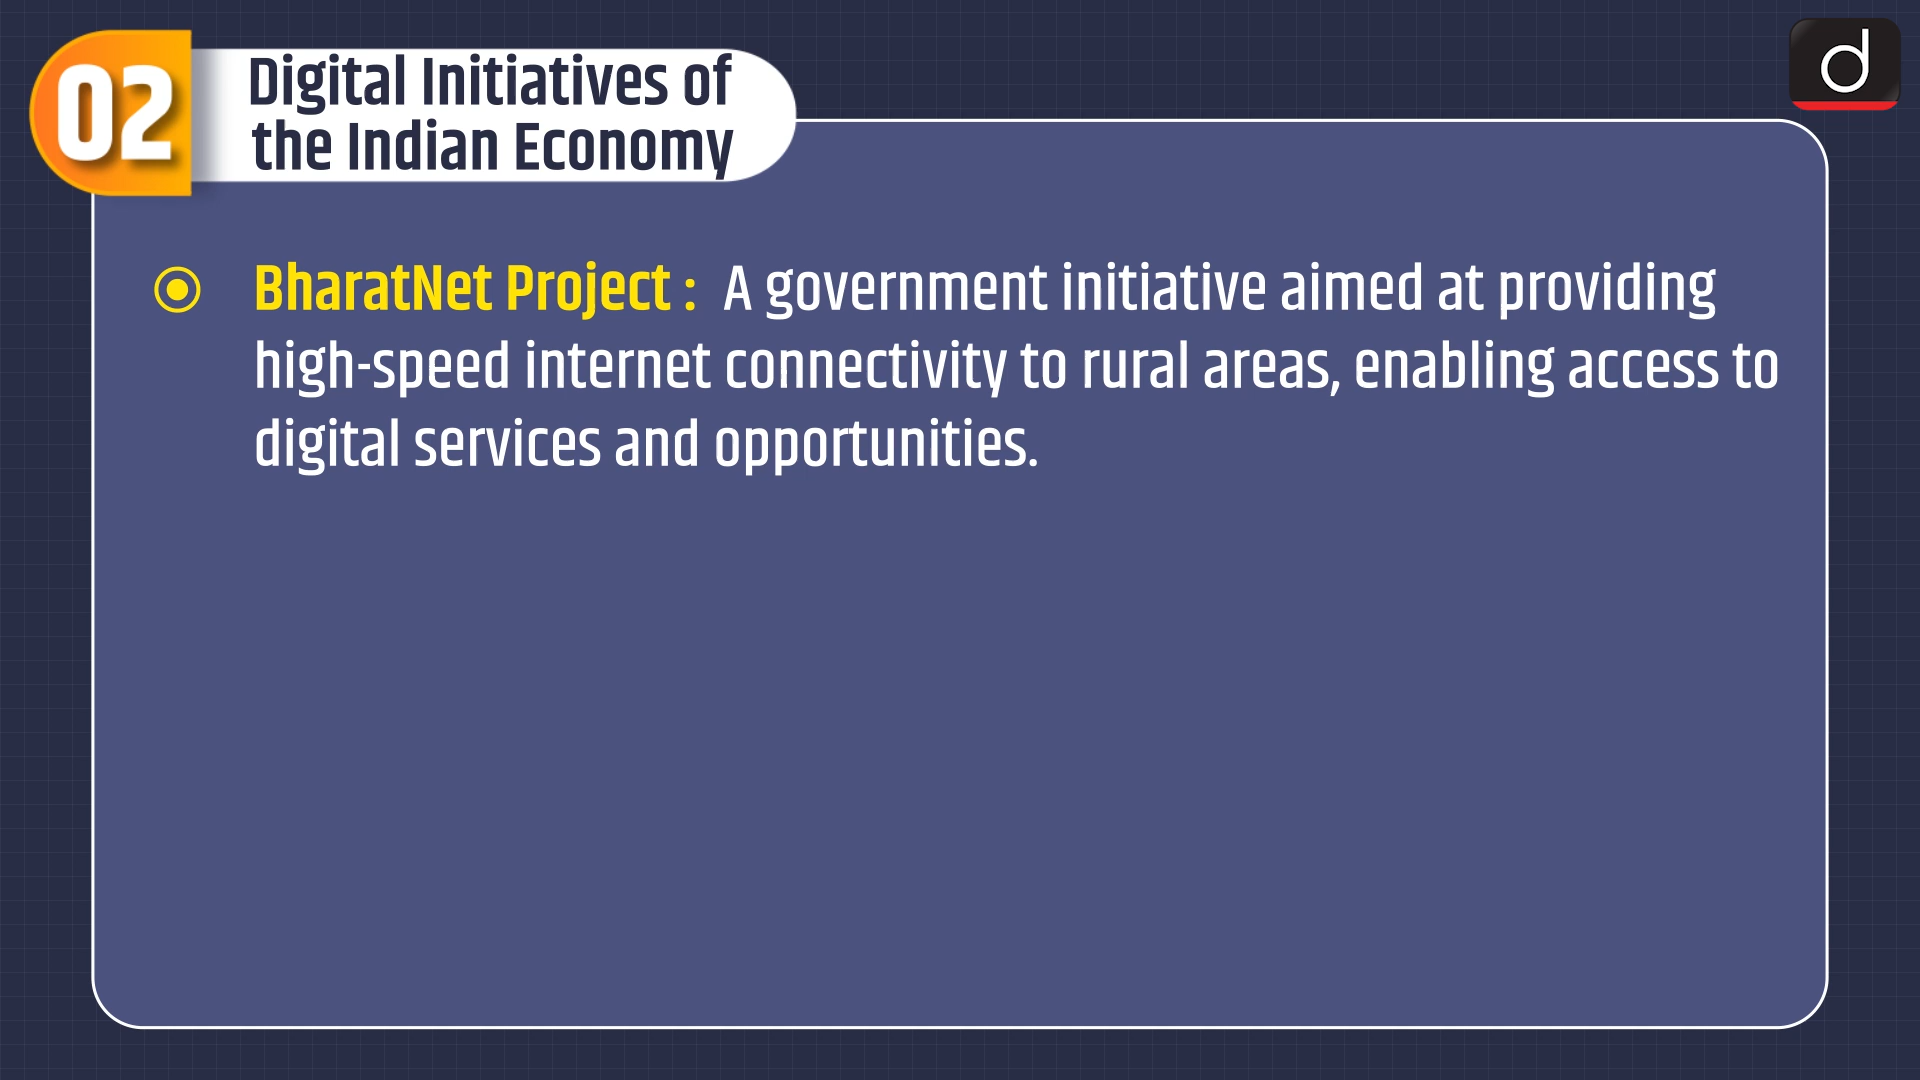 02
Digital Initiatives of
the Indian Economy
d
BharatNet Project : A government initiative aimed at providing
high-speed internet connectivity to rural areas, enabling access to
digital services and opportunities.